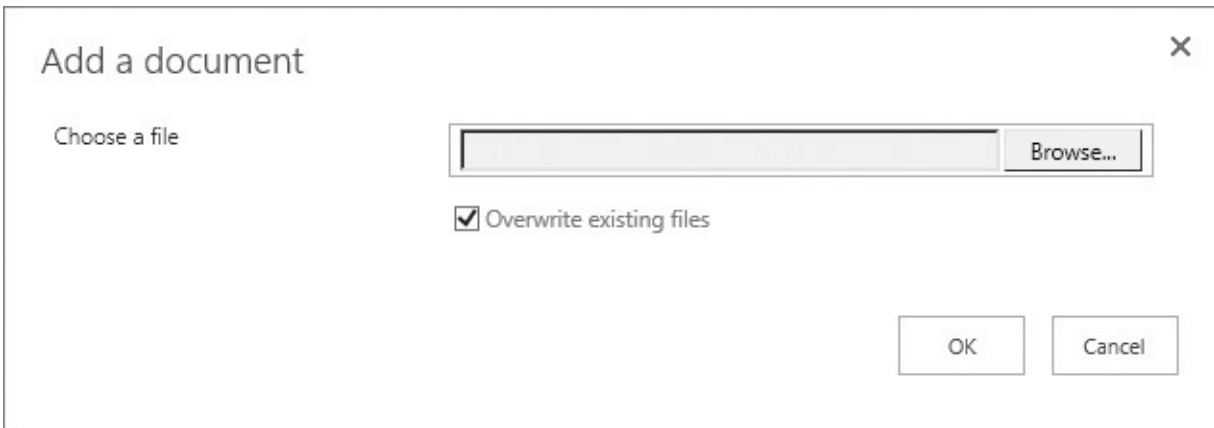 Add a document
Choose a file
Browse...
Overwrite existing files
OK
Cancel